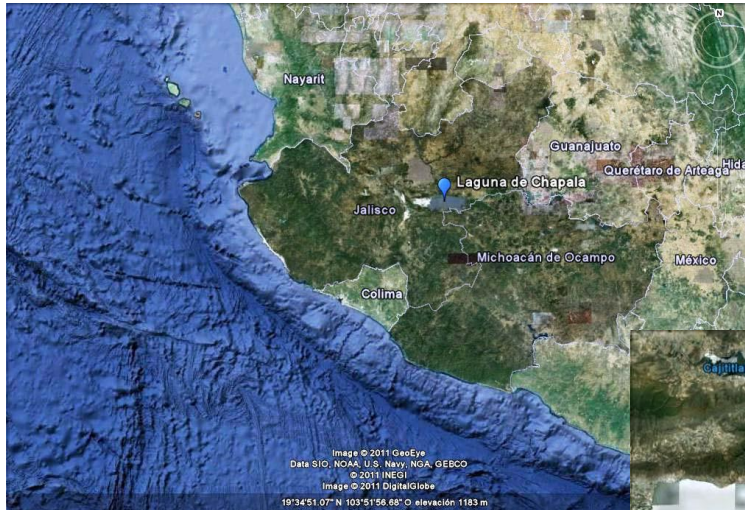 N
Nayarit
Guanajuato
Querétaro de Arteaga
Hida
Laguna de Chapala
Jalisco
Michoacán de Ocampo
México
Colima
Cajititla
Image © 2011 GeoEye
Data SIO, NOAA, U.S. Navy, NGA, GEBCO
© 2011 INEGI
Image © 2011 DigitalGlobe
19°34'51.07" N 103°51'56.68" O elevación 1183 m